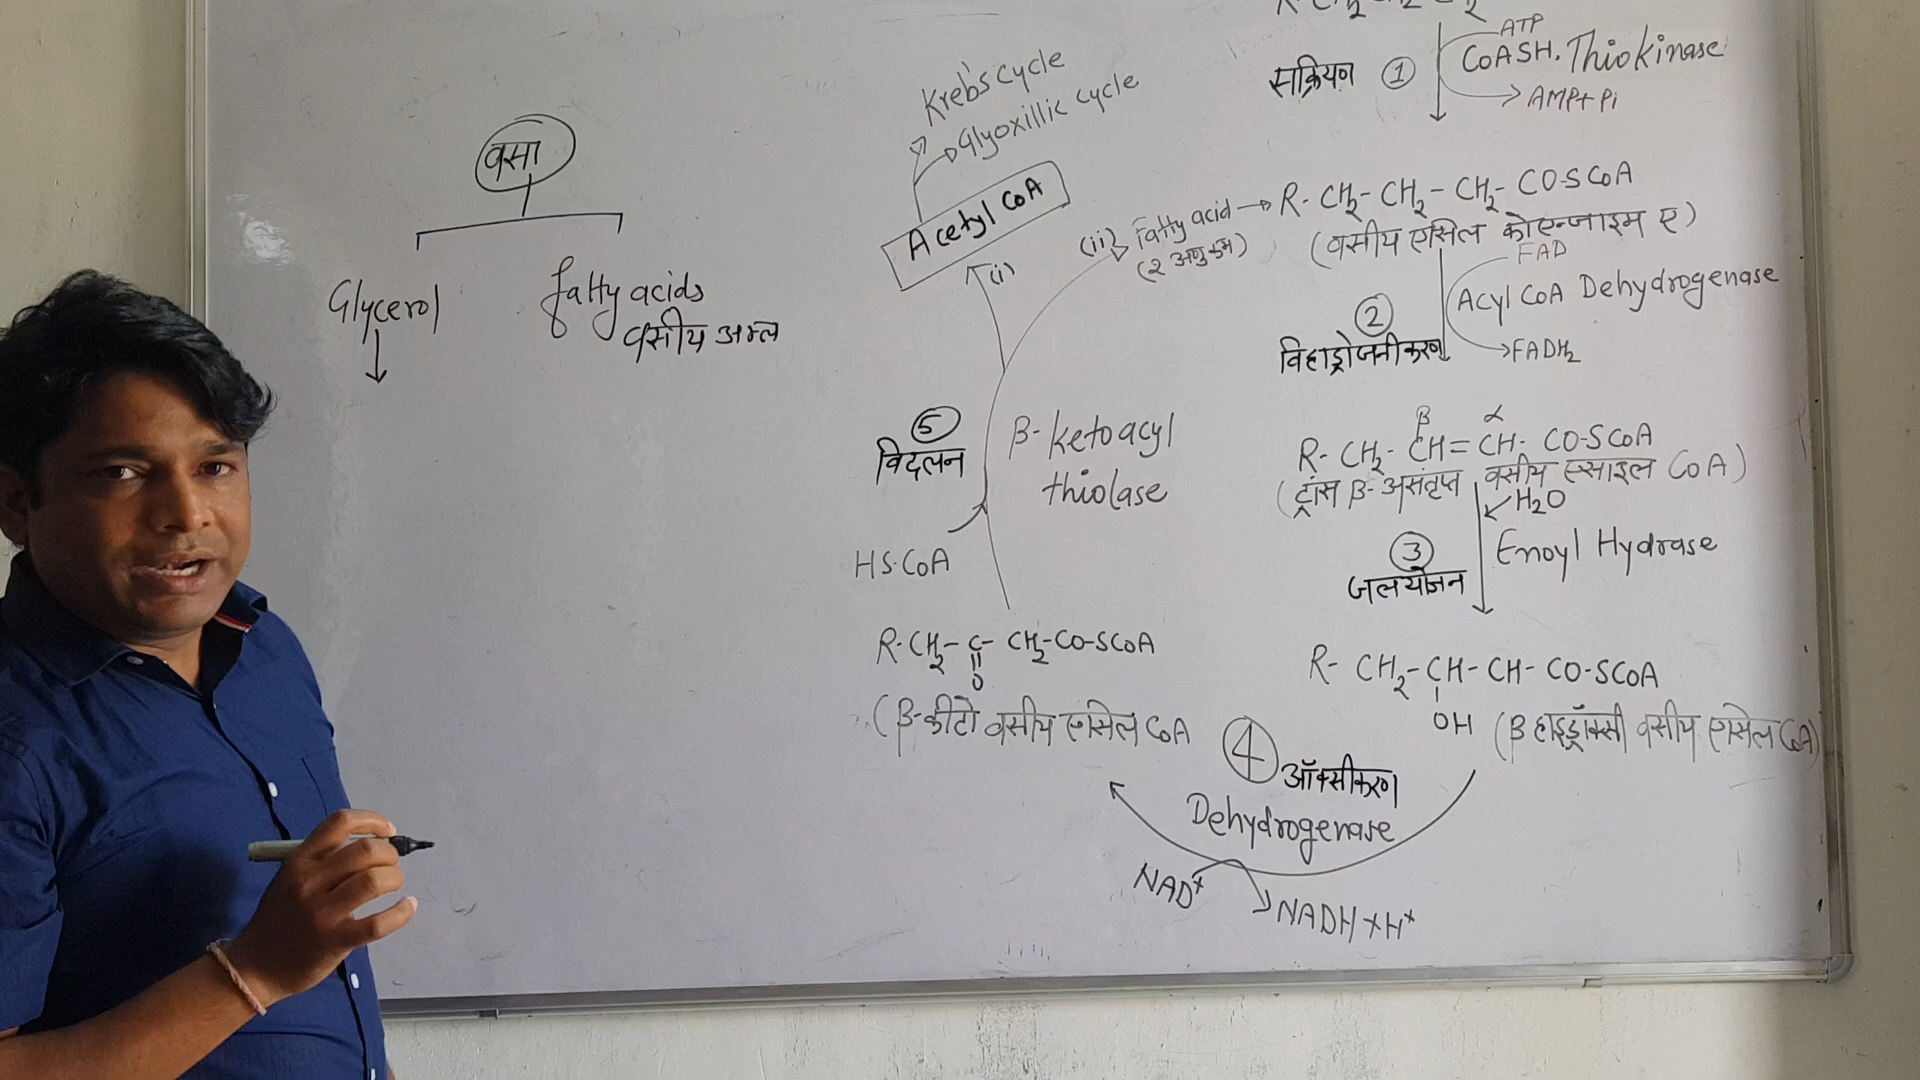 वसा
Glycerol
fatty acids
वसीय अम्ल
Kreb's cycle
Glyoxillic cycle
Acetyl CoA
(i)
(ii) Fatty acid
(२ अणु कम)
ATP
CoASH. Thiokinase
सक्रियण ①
AMP+Pi
R-CH2-CH2-CH2-CO-SCoA
(वसीय एसिल कोएन्जाइम ए)
FAD
Acyl CoA Dehydrogenase
②
विहाड्रोजनीकरण
FADH2
β α
R-CH2-CH=CH-CO-SCoA
(ट्रांस β-असंतृप्त वसीय एसाइल CoA)
H2O
③
Enoyl Hydrase
जलयोजन
R-CH2-CH-CH-CO-SCoA
OH
(β हाइड्रॉक्सी वसीय एसिल CoA)
④
ऑक्सीकरण
Dehydrogenase
NAD+
NADH+H+
R-CH2-C-CH2-CO-SCoA
O
(β-कीटो वसीय एसिल CoA
HS.CoA
⑤
विदलन
β-ketoacyl
thiolase